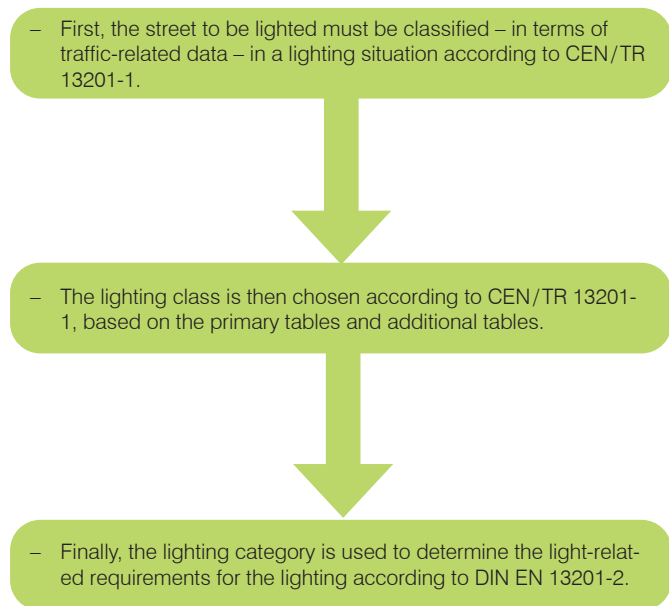 – First, the street to be lighted must be classified – in terms of
traffic-related data – in a lighting situation according to CEN/TR
13201-1.
– The lighting class is then chosen according to CEN/TR 13201-
1, based on the primary tables and additional tables.
– Finally, the lighting category is used to determine the light-relat-
ed requirements for the lighting according to DIN EN 13201-2.